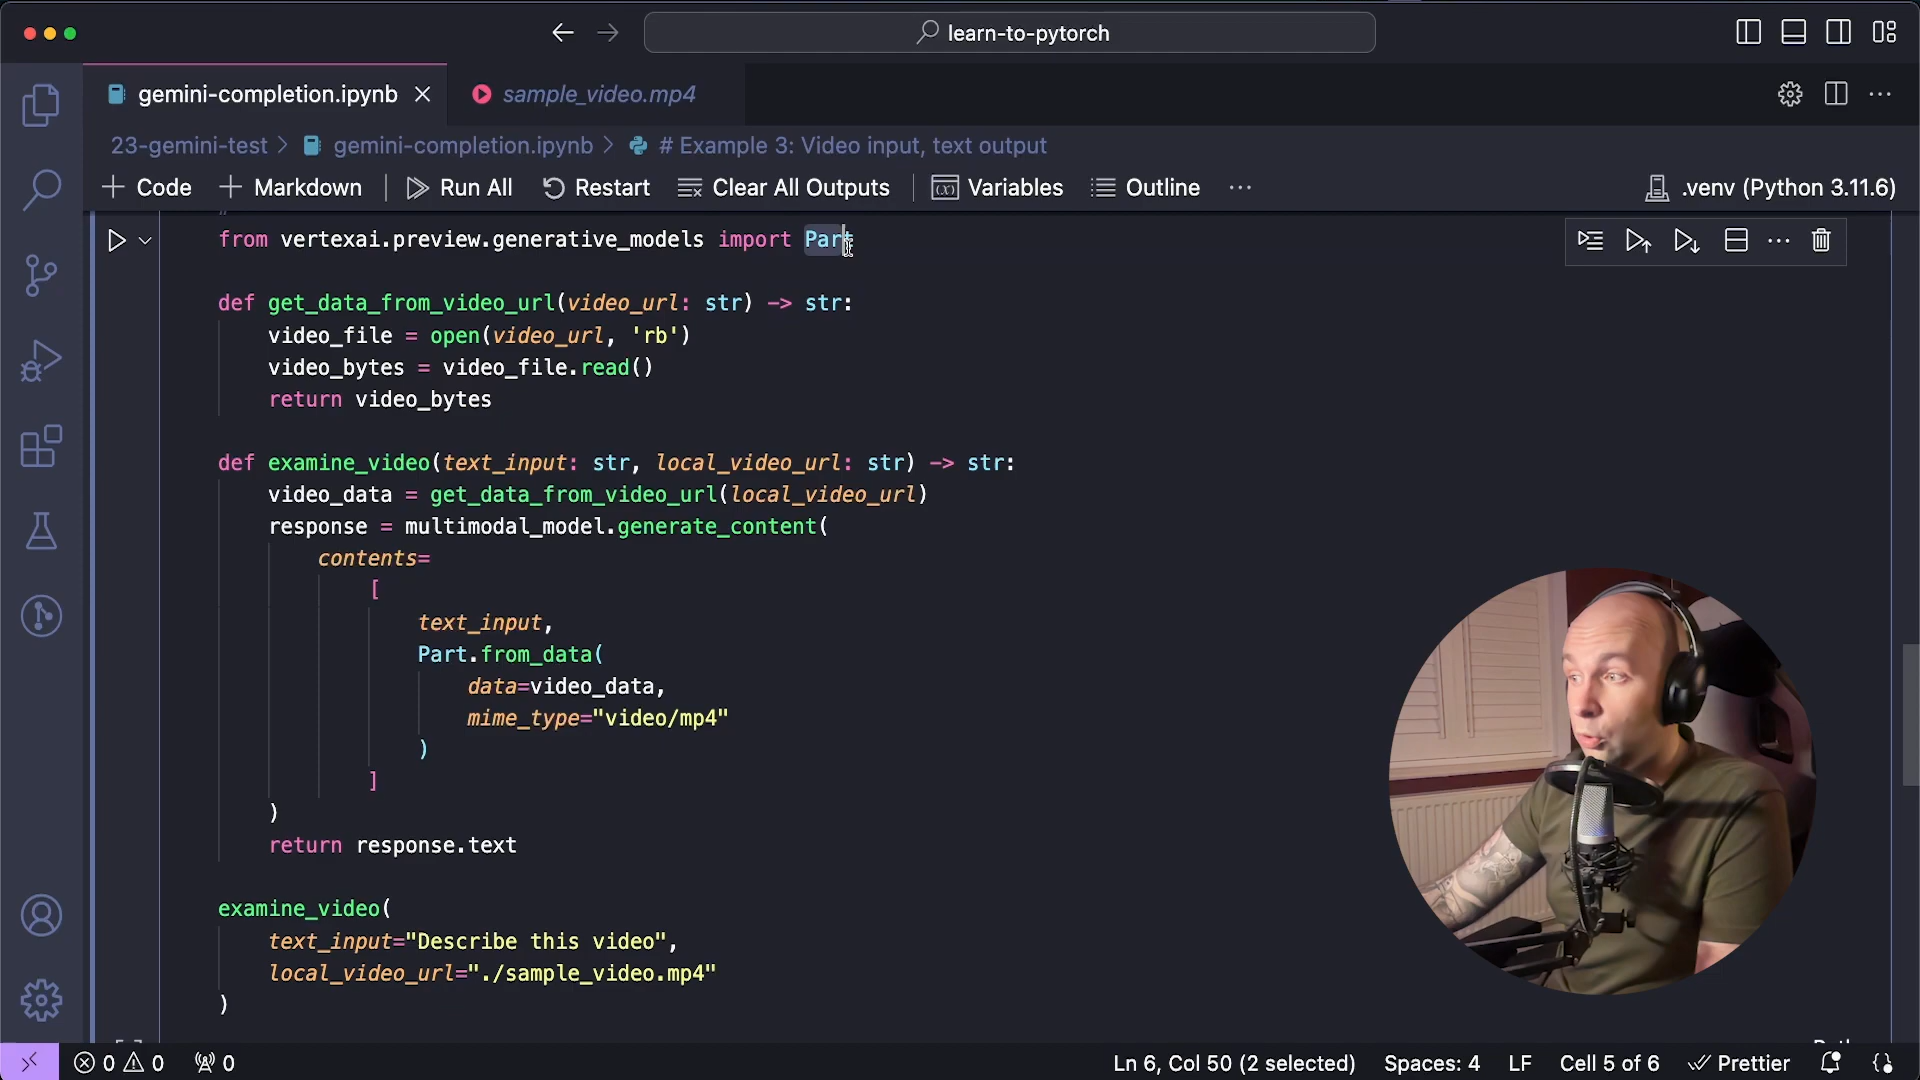 learn-to-pytorch
gemini-completion.ipynb
sample_video.mp4
23-gemini-test > gemini-completion.ipynb > # Example 3: Video input, text output
+ Code + Markdown | Run All Restart Clear All Outputs | Variables Outline ...
.venv (Python 3.11.6)
from vertexai.preview.generative_models import Part
def get_data_from_video_url(video_url: str) -> str:
    video_file = open(video_url, 'rb')
    video_bytes = video_file.read()
    return video_bytes
def examine_video(text_input: str, local_video_url: str) -> str:
    video_data = get_data_from_video_url(local_video_url)
    response = multimodal_model.generate_content(
        contents=
            [
                text_input,
                Part.from_data(
                    data=video_data,
                    mime_type="video/mp4"
                )
            ]
    )
    return response.text
examine_video(
    text_input="Describe this video",
    local_video_url="./sample_video.mp4"
)
0 0 0 Ln 6, Col 50 (2 selected) Spaces: 4 LF Cell 5 of 6 Prettier